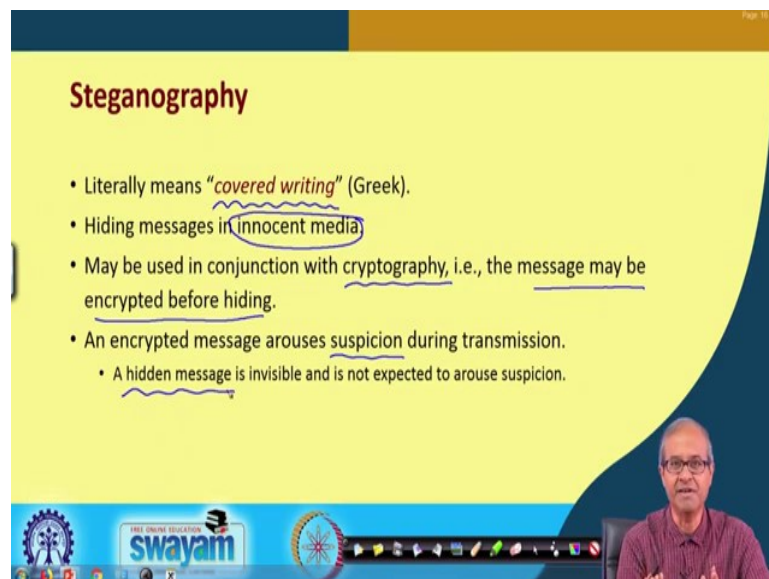 Page 16
Steganography
• Literally means "covered writing" (Greek).
• Hiding messages in innocent media.
• May be used in conjunction with cryptography, i.e., the message may be
encrypted before hiding.
• An encrypted message arouses suspicion during transmission.
• A hidden message is invisible and is not expected to arouse suspicion.
FREE ONLINE EDUCATION
swayam